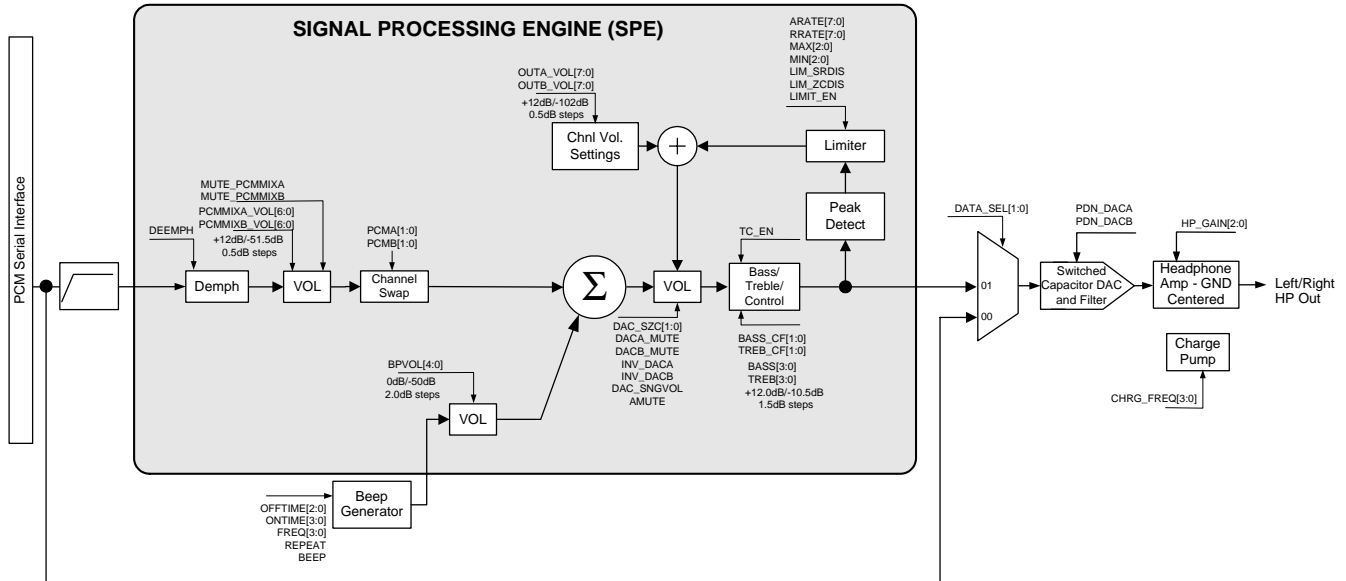 SIGNAL PROCESSING ENGINE (SPE)
PCM Serial Interface
OUTA_VOL[7:0]
OUTB_VOL[7:0]
+12dB/-102dB
0.5dB steps
Chnl Vol.
Settings
+
ARATE[7:0]
RRATE[7:0]
MAX[2:0]
MIN[2:0]
LIM_SRDIS
LIM_ZCDIS
LIMIT_EN
Limiter
Peak
Detect
MUTE_PCMMIXA
MUTE_PCMMIXB
PCMMIXA_VOL[6:0]
PCMMIXB_VOL[6:0]
+12dB/-51.5dB
0.5dB steps
DEEMPH
PCMA[1:0]
PCMB[1:0]
Demph
VOL
Channel
Swap
Σ
VOL
TC_EN
Bass/
Treble/
Control
DAC_SZC[1:0]
DACA_MUTE
DACB_MUTE
INV_DACA
INV_DACB
DAC_SNGVOL
AMUTE
BASS_CF[1:0]
TREB_CF[1:0]
BASS[3:0]
TREB[3:0]
+12.0dB/-10.5dB
1.5dB steps
BPVOL[4:0]
0dB/-50dB
2.0dB steps
VOL
OFFTIME[2:0]
ONTIME[3:0]
FREQ[3:0]
REPEAT
BEEP
Beep
Generator
DATA_SEL[1:0]
01
00
PDN_DACA
PDN_DACB
Switched
Capacitor DAC
and Filter
HP_GAIN[2:0]
Headphone
Amp - GND
Centered
Left/Right
HP Out
Charge
Pump
CHRG_FREQ[3:0]